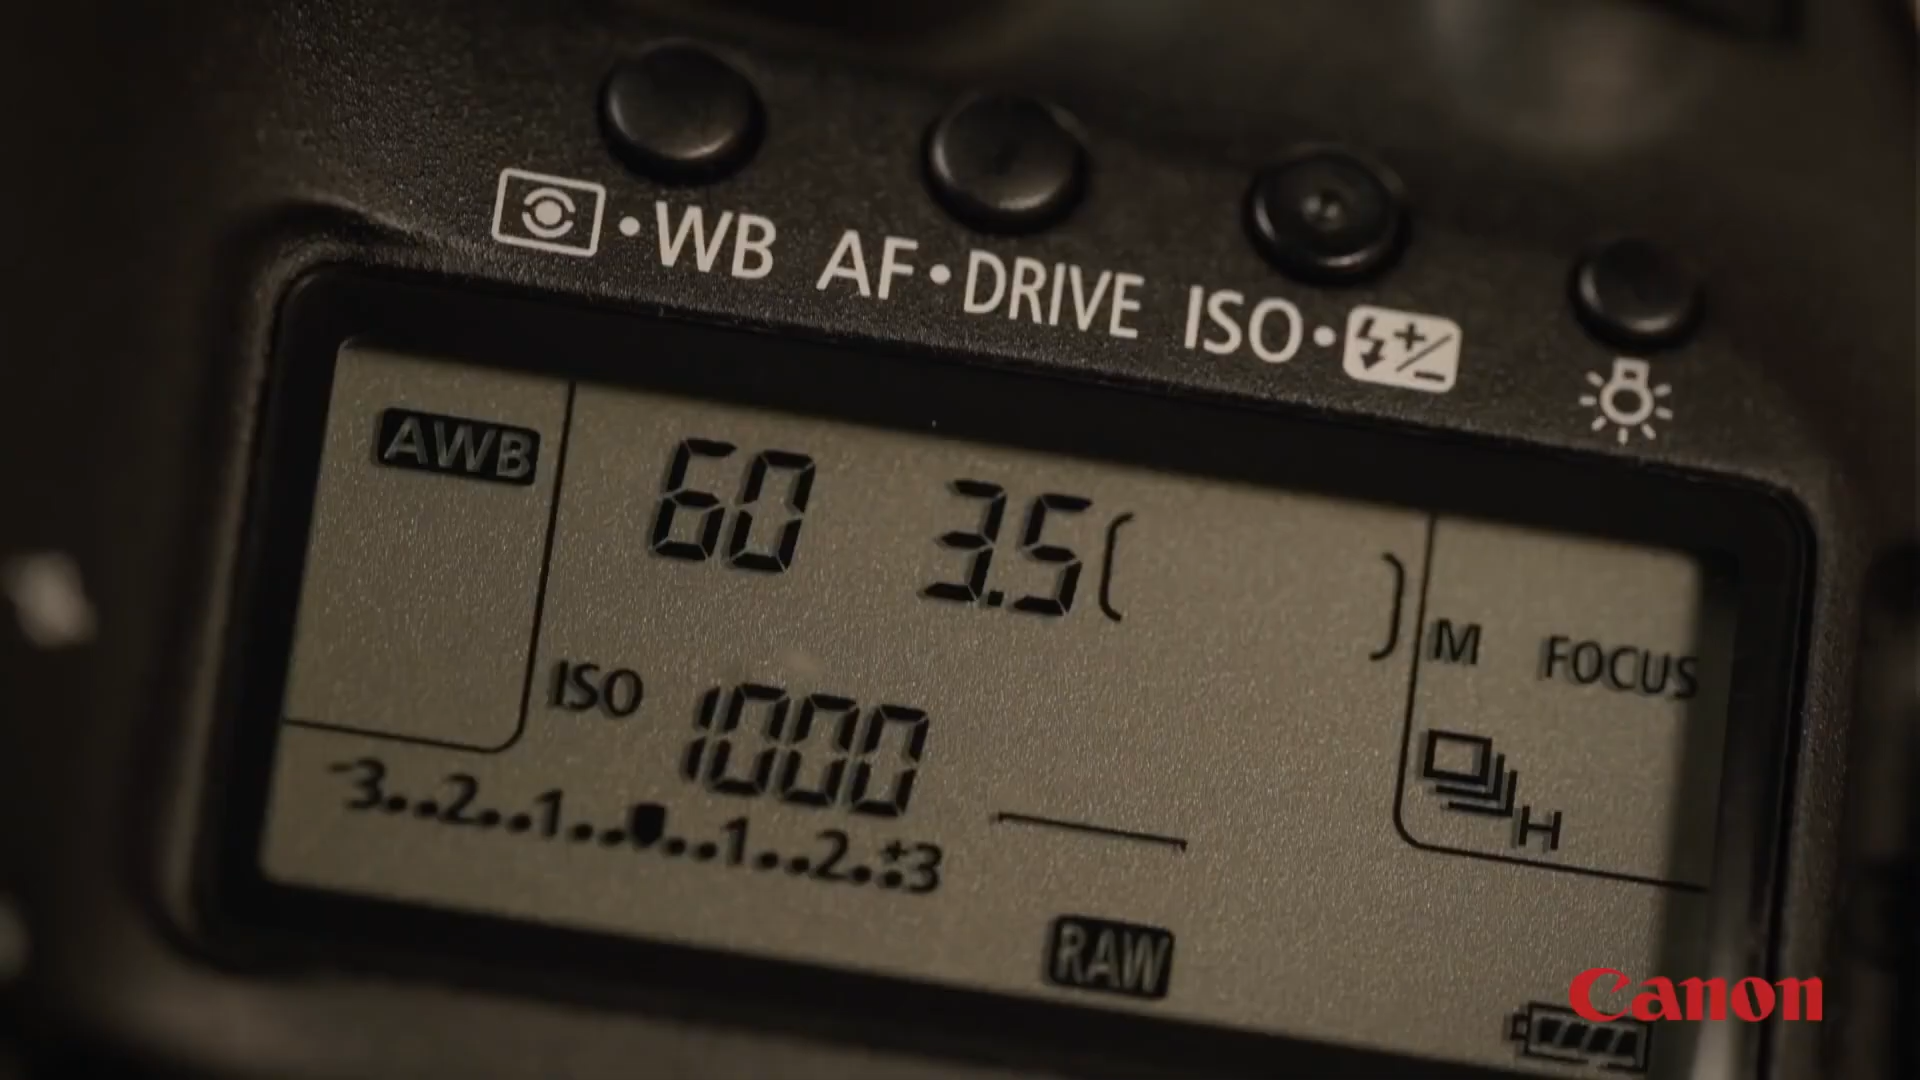 WB AF•DRIVE ISO•
AWB
60 3.5 ( )
M FOCUS
ISO 1000
H
-3..2..1..▼..1..2..+3
RAW
Canon